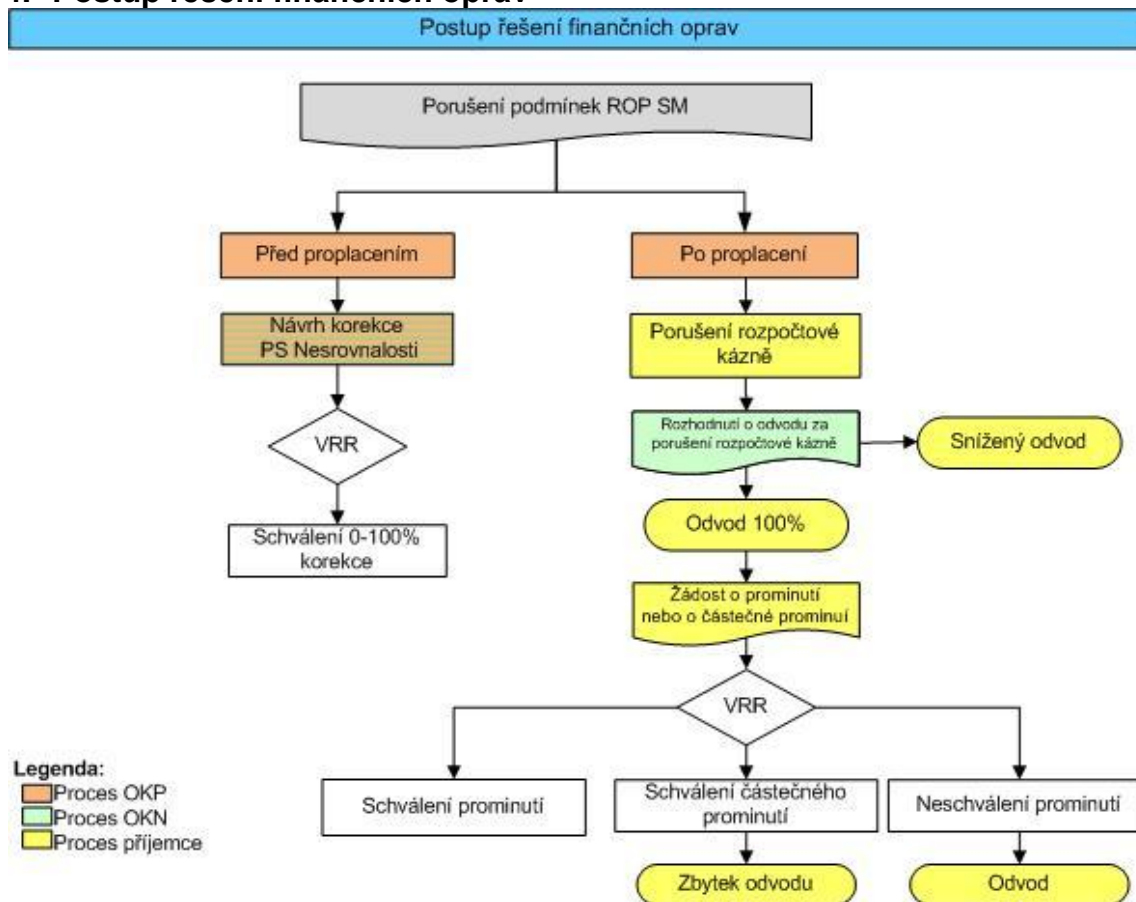 Postup řešení finančních oprav
Porušení podmínek ROP SM
Před proplacením
Po proplacení
Návrh korekce
PS Nesrovnalosti
Porušení rozpočtové
kázně
VRR
Rozhodnutí o odvodu za
porušení rozpočtové kázně
Snížený odvod
Schválení 0-100%
korekce
Odvod 100%
Žádost o prominutí
nebo o částečné prominuí
VRR
Legenda:
Proces OKP
Proces OKN
Proces příjemce
Schválení prominutí
Schválení částečného
prominutí
Neschválení prominutí
Zbytek odvodu
Odvod